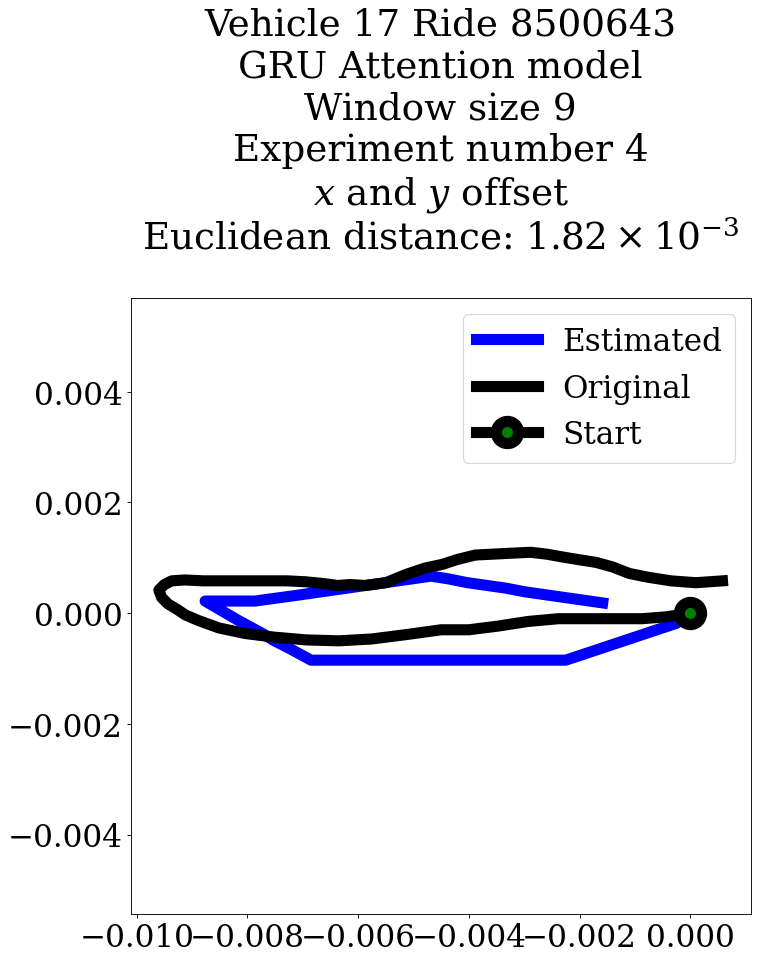 Vehicle 17 Ride 8500643
GRU Attention model
Window size 9
Experiment number 4
x and y offset
Euclidean distance: 1.82 × 10⁻³
Estimated
Original
Start
0.004
0.002
0.000
−0.002
−0.004
−0.010 −0.008 −0.006 −0.004 −0.002 0.000